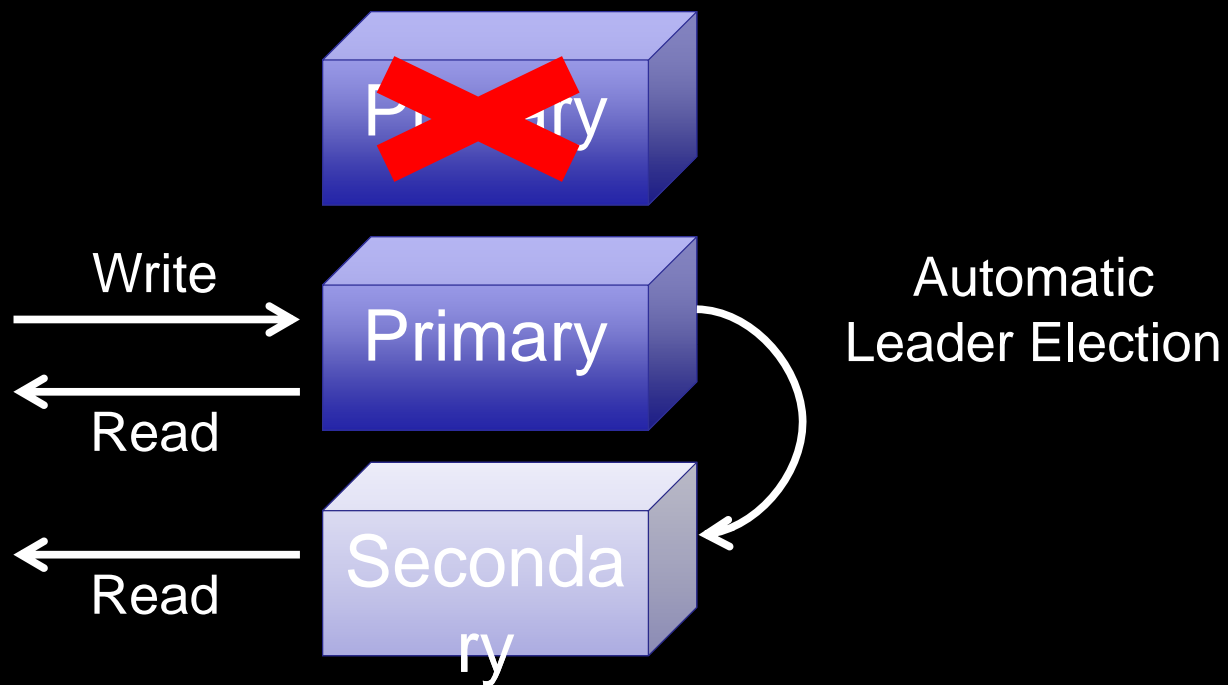 Write
Primary
Read
Automatic
Leader Election
Seconda
ry
Read